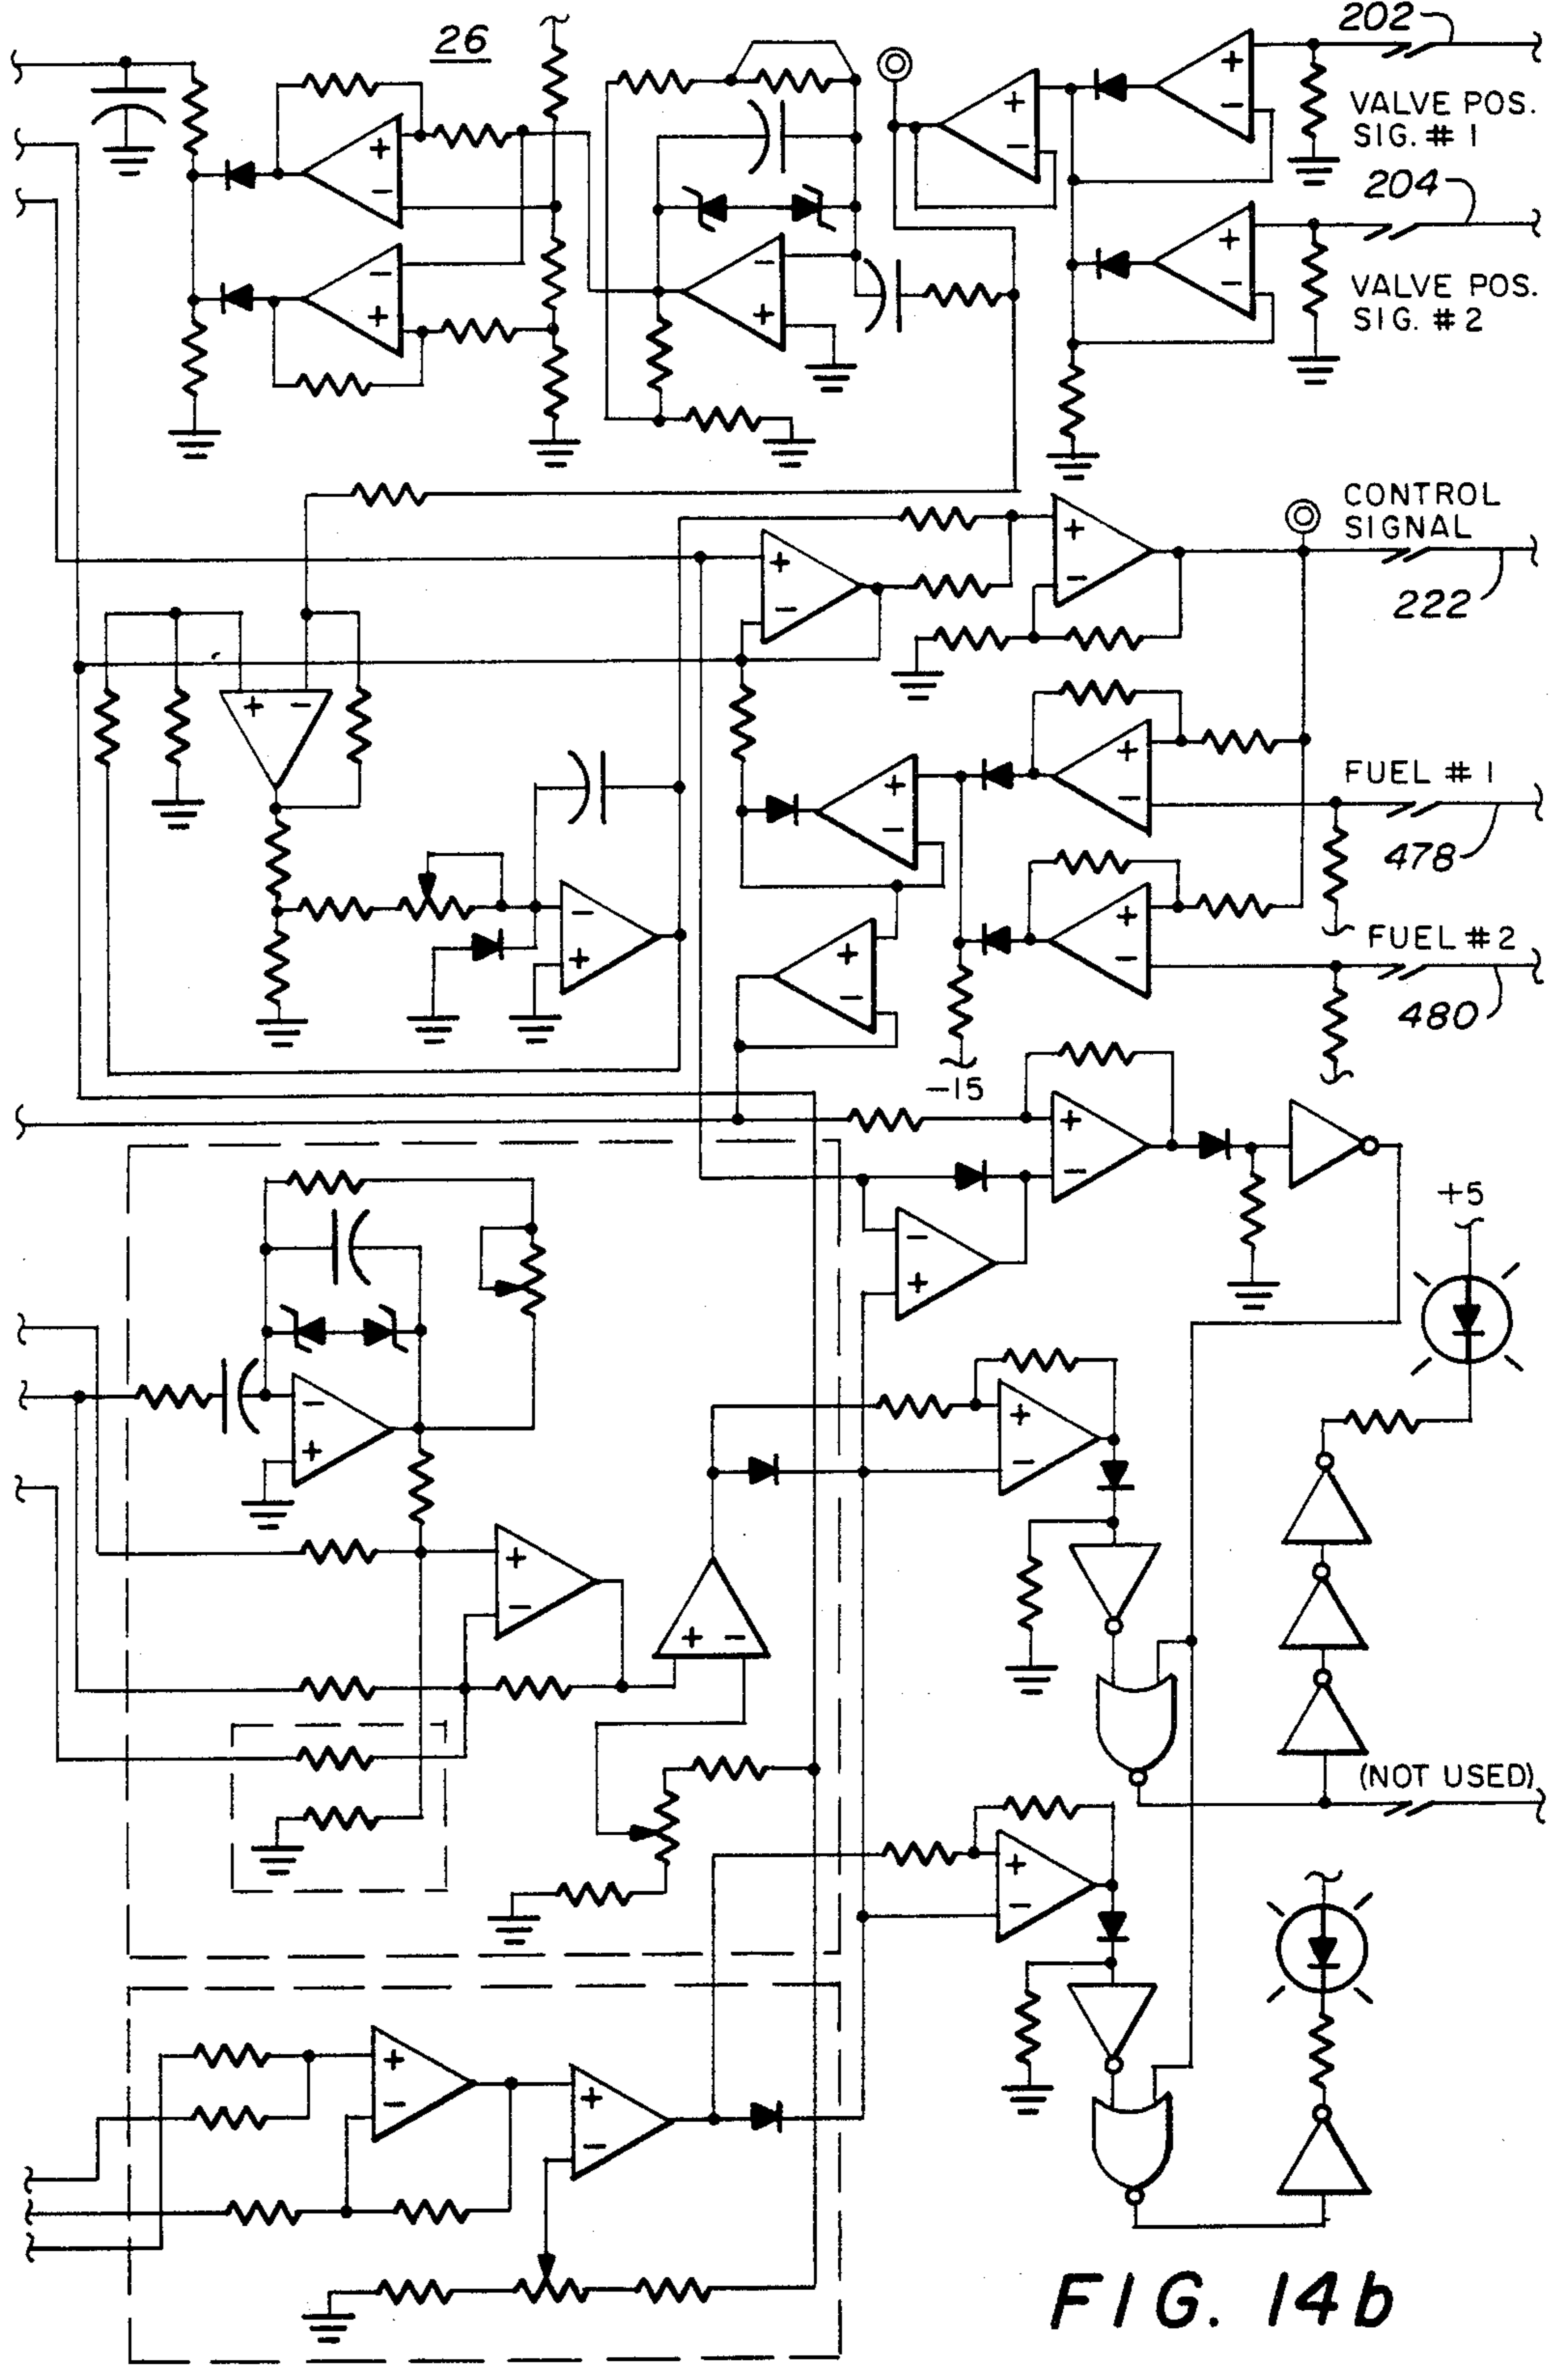 26
202
VALVE POS.
SIG. # 1
204
VALVE POS.
SIG. #2
CONTROL
SIGNAL
222
FUEL # 1
478
FUEL #2
480
-15
+5
(NOT USED)
FIG. 14b